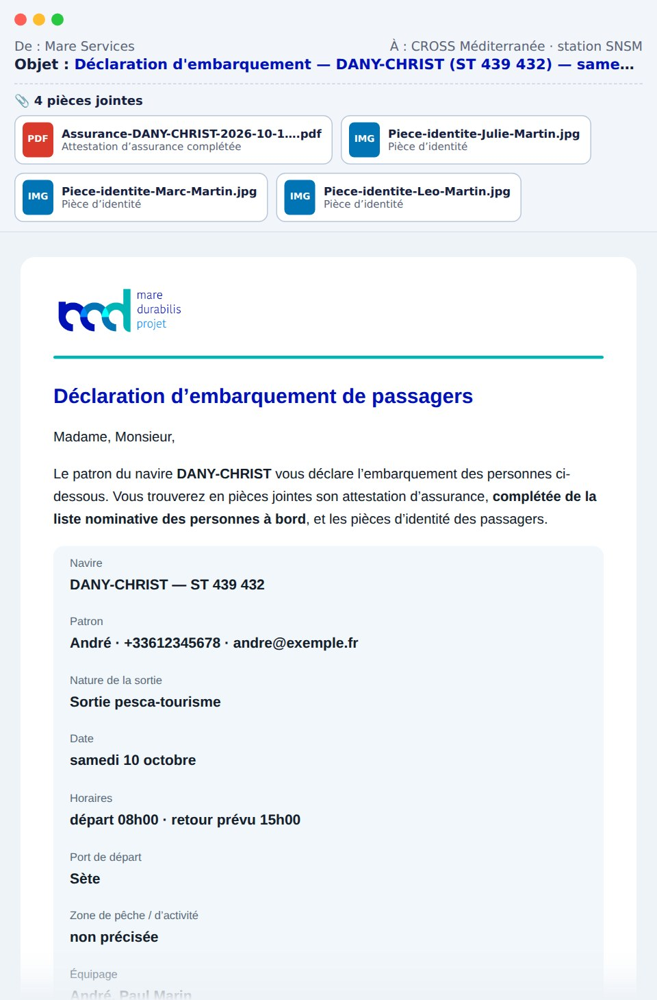 De : Mare Services
À : CROSS Méditerranée · station SNSM
Objet : Déclaration d'embarquement — DANY-CHRIST (ST 439 432) — same…
4 pièces jointes
PDF
Assurance-DANY-CHRIST-2026-10-1….pdf
Attestation d’assurance complétée
IMG
Piece-identite-Julie-Martin.jpg
Pièce d’identité
IMG
Piece-identite-Marc-Martin.jpg
Pièce d’identité
IMG
Piece-identite-Leo-Martin.jpg
Pièce d’identité
mare
durabilis
projet
Déclaration d’embarquement de passagers
Madame, Monsieur,
Le patron du navire DANY-CHRIST vous déclare l’embarquement des personnes ci-
dessous. Vous trouverez en pièces jointes son attestation d’assurance, complétée de la
liste nominative des personnes à bord, et les pièces d’identité des passagers.
Navire
DANY-CHRIST — ST 439 432
Patron
André · +33612345678 · andre@exemple.fr
Nature de la sortie
Sortie pesca-tourisme
Date
samedi 10 octobre
Horaires
départ 08h00 · retour prévu 15h00
Port de départ
Sète
Zone de pêche / d’activité
non précisée
Équipage
André, Paul Marin